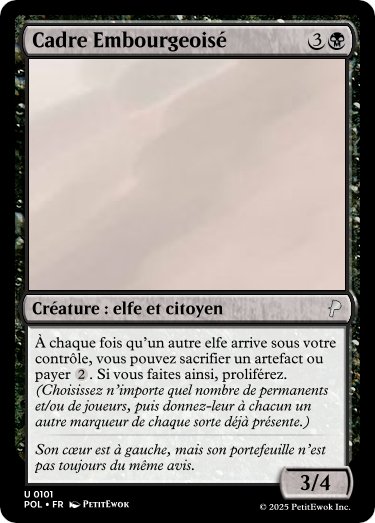 Cadre Embourgeoisé 3
Créature : elfe et citoyen
À chaque fois qu'un autre elfe arrive sous votre
contrôle, vous pouvez sacrifier un artefact ou
payer 2. Si vous faites ainsi, proliférez.
(Choisissez n'importe quel nombre de permanents
et/ou de joueurs, puis donnez-leur à chacun un
autre marqueur de chaque sorte déjà présente.)
Son cœur est à gauche, mais son portefeuille n'est
pas toujours du même avis.
3/4
U 0101
POL • FR PetitEwok
© 2025 PetitEwok Inc.